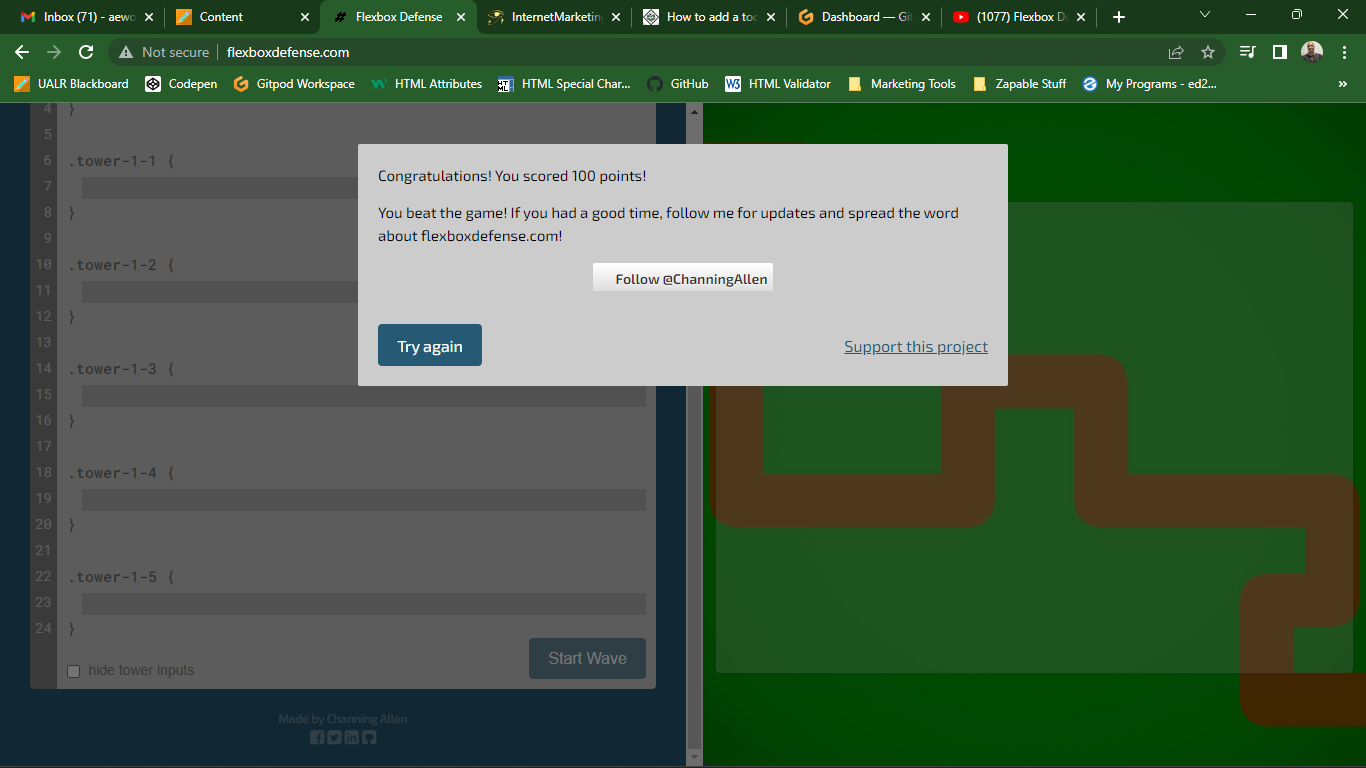 Inbox (71) - aewo
Content
Flexbox Defense
InternetMarketin
How to add a too
Dashboard — Git
(1077) Flexbox De
Not secure
flexboxdefense.com
UALR Blackboard
Codepen
Gitpod Workspace
HTML Attributes
HTML Special Char...
GitHub
HTML Validator
Marketing Tools
Zapable Stuff
My Programs - ed2...
»
4 }
5
6 .tower-1-1 {
7
8 }
9
10 .tower-1-2 {
11
12 }
13
14 .tower-1-3 {
15
16 }
17
18 .tower-1-4 {
19
20 }
21
22 .tower-1-5 {
23
24 }
hide tower inputs
Start Wave
Made by Channing Allen
Congratulations! You scored 100 points!
You beat the game! If you had a good time, follow me for updates and spread the word
about flexboxdefense.com!
Follow @ChanningAllen
Try again
Support this project